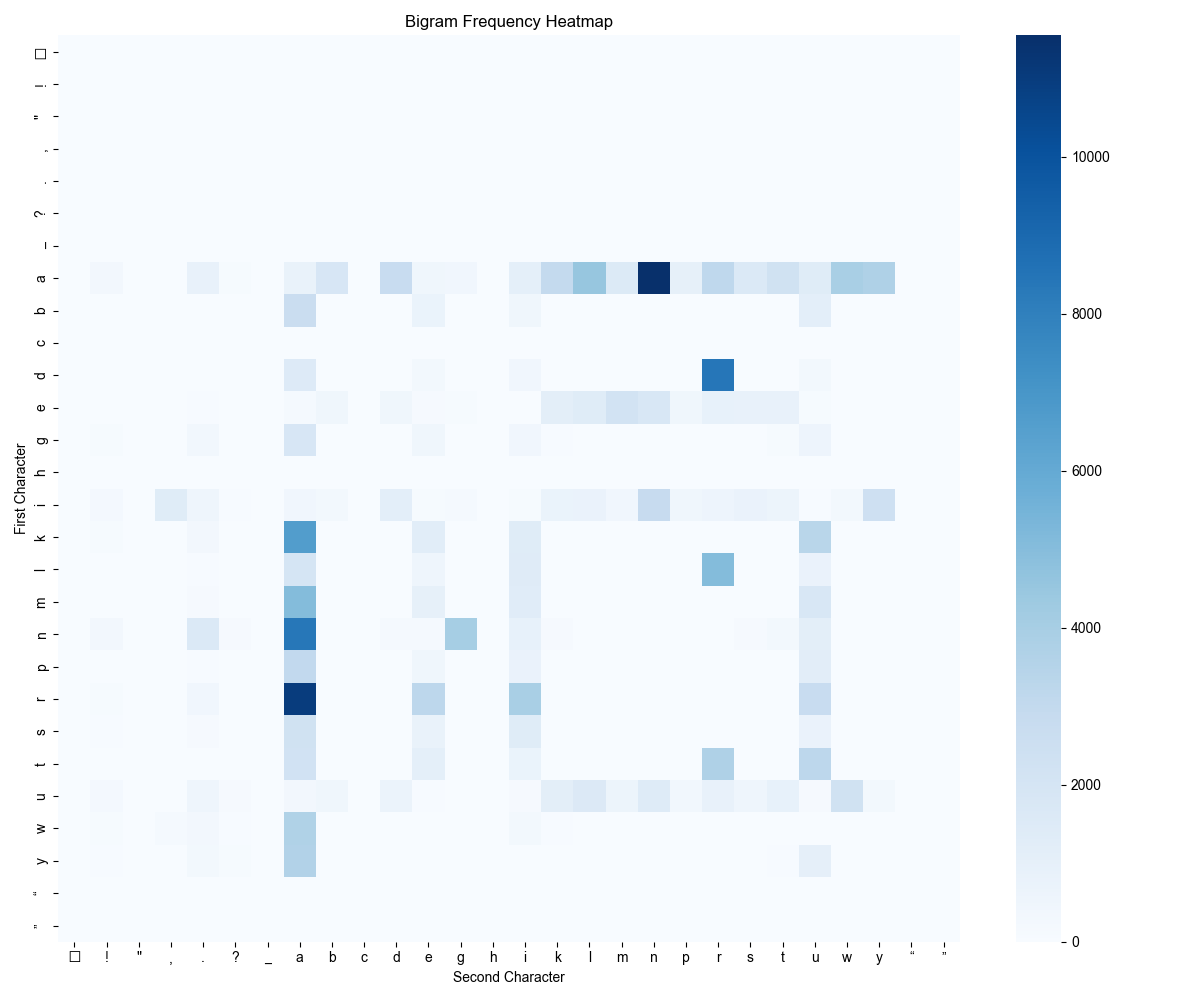 Bigram Frequency Heatmap
First Character
□
!
"
,
.
?
_
a
b
c
d
e
g
h
i
k
l
m
n
p
r
s
t
u
w
y
“
”
□ ! " , . ? _ a b c d e g h i k l m n p r s t u w y “ ”
Second Character
10000
8000
6000
4000
2000
0